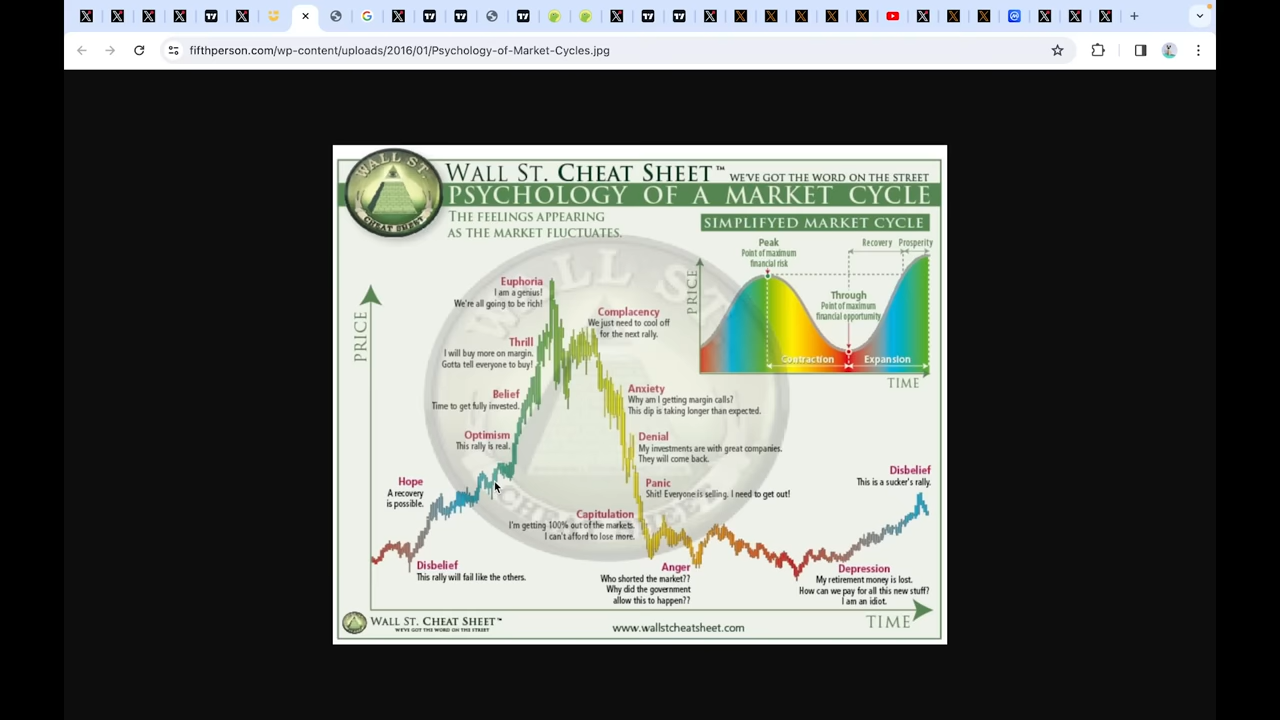 fifthperson.com/wp-content/uploads/2016/01/Psychology-of-Market-Cycles.jpg
WALL ST.
CHEAT SHEET
WALL ST. CHEAT SHEET™ WE'VE GOT THE WORD ON THE STREET
PSYCHOLOGY OF A MARKET CYCLE
THE FEELINGS APPEARING
AS THE MARKET FLUCTUATES.
SIMPLIFYED MARKET CYCLE
Peak
Point of maximum
financial risk
Recovery
Prosperity
PRICE
Through
Point of maximum
financial opportunity
Contraction
Expansion
TIME
WALL ST.
CHEAT SHEET
PRICE
Euphoria
I am a genius!
We're all going to be rich!
Complacency
We just need to cool off
for the next rally.
Thrill
I will buy more on margin.
Gotta tell everyone to buy!
Belief
Time to get fully invested.
Anxiety
Why am I getting margin calls?
This dip is taking longer than expected.
Optimism
This rally is real.
Denial
My investments are with great companies.
They will come back.
Hope
A recovery
is possible.
Panic
Shit! Everyone is selling. I need to get out!
Disbelief
This is a sucker's rally.
Capitulation
I'm getting 100% out of the markets.
I can't afford to lose more.
Disbelief
This rally will fail like the others.
Anger
Who shorted the market??
Why did the government
allow this to happen??
Depression
My retirement money is lost.
How can we pay for all this new stuff?
I am an idiot.
WALL ST. CHEAT SHEET™
WE'VE GOT THE WORD ON THE STREET
www.wallstcheatsheet.com
TIME